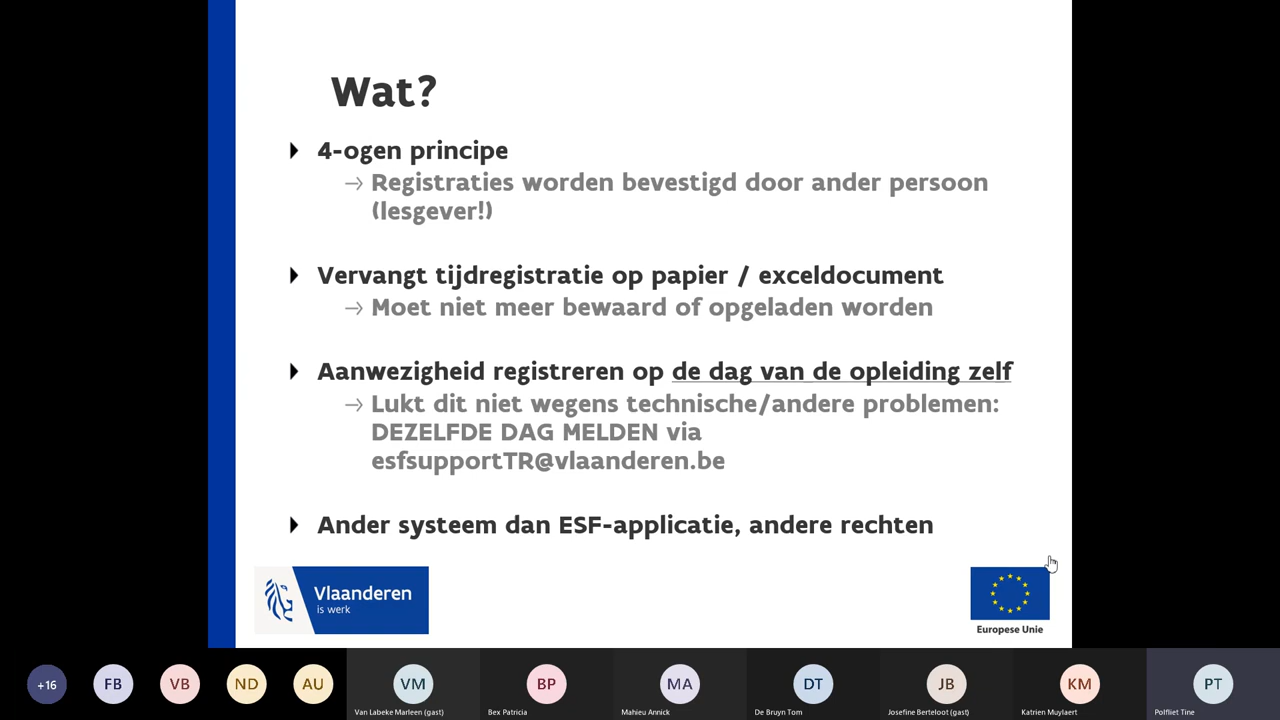 Wat?
4-ogen principe
Registraties worden bevestigd door ander persoon
(lesgever!)
Vervangt tijdregistratie op papier / exceldocument
Moet niet meer bewaard of opgeladen worden
Aanwezigheid registreren op de dag van de opleiding zelf
Lukt dit niet wegens technische/andere problemen:
DEZELFDE DAG MELDEN via
esfsupportTR@vlaanderen.be
Ander systeem dan ESF-applicatie, andere rechten
Vlaanderen
is werk
Europese Unie
+16
FB
VB
ND
AU
VM
BP
MA
DT
JB
KM
PT
Van Labeke Marleen (gast)
Bex Patricia
Mahieu Annick
De Bruyn Tom
Josefine Berteloot (gast)
Katrien Muylaert
Polfliet Tine